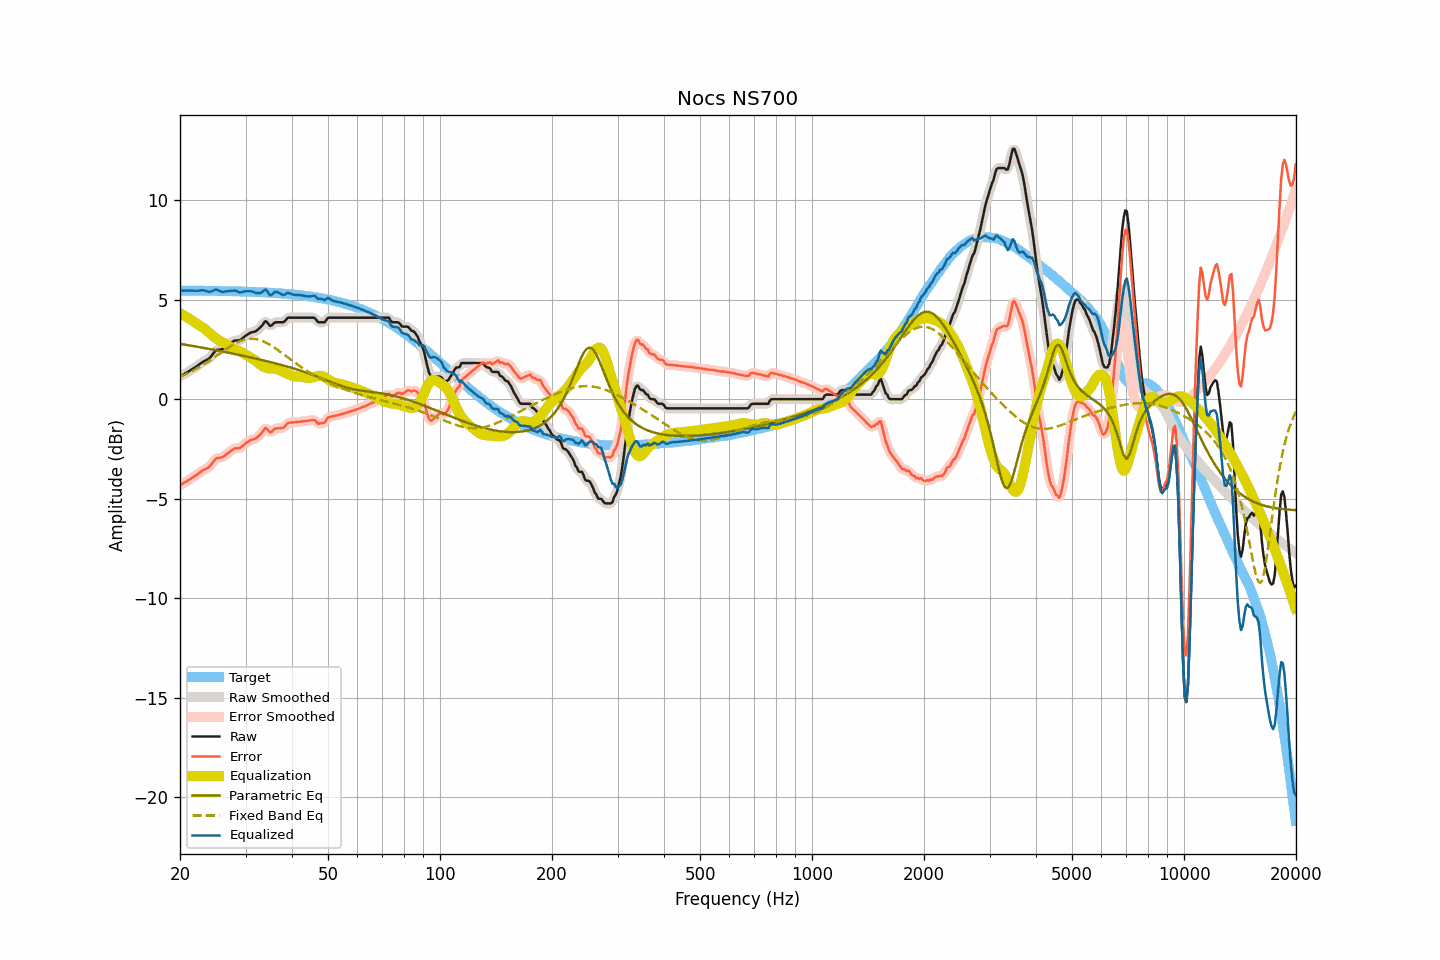 Nocs NS700
Amplitude (dBr)
10
5
0
−5
−10
−15
−20
Target
Raw Smoothed
Error Smoothed
Raw
Error
Equalization
Parametric Eq
Fixed Band Eq
Equalized
20 50 100 200 500 1000 2000 5000 10000 20000
Frequency (Hz)